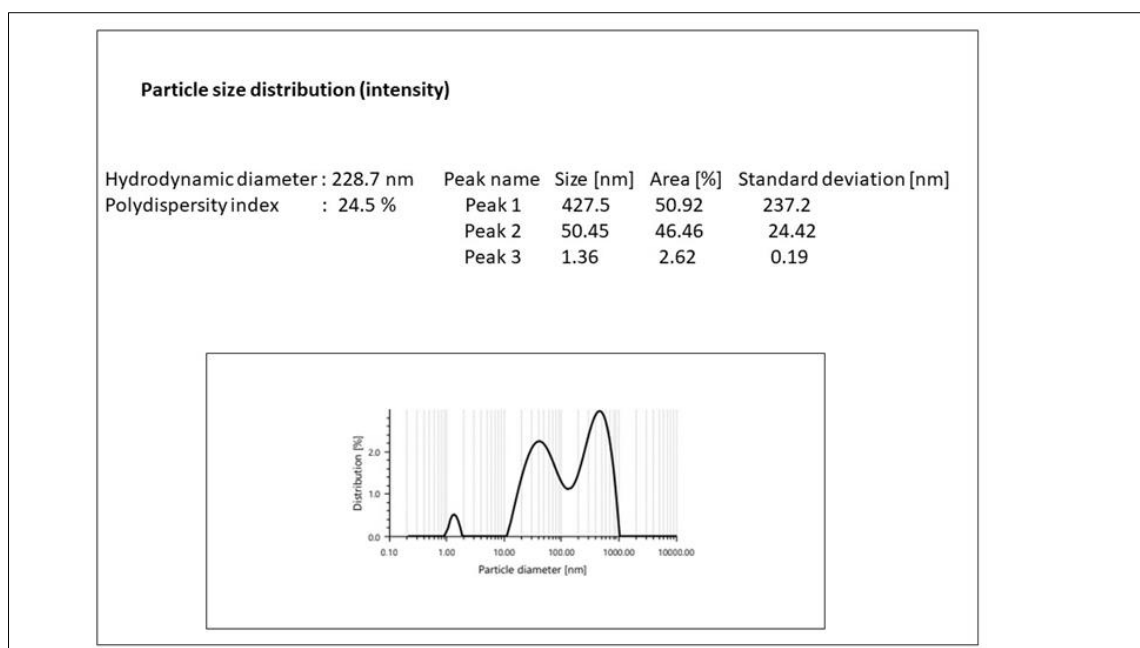 Particle size distribution (intensity)
Hydrodynamic diameter : 228.7 nm Peak name Size [nm] Area [%] Standard deviation [nm]
Polydispersity index : 24.5 % Peak 1 427.5 50.92 237.2
Peak 2 50.45 46.46 24.42
Peak 3 1.36 2.62 0.19
Distribution [%]
2.0
1.0
0.0
0.10 1.00 10.00 100.00 1000.00 10000.00
Particle diameter [nm]